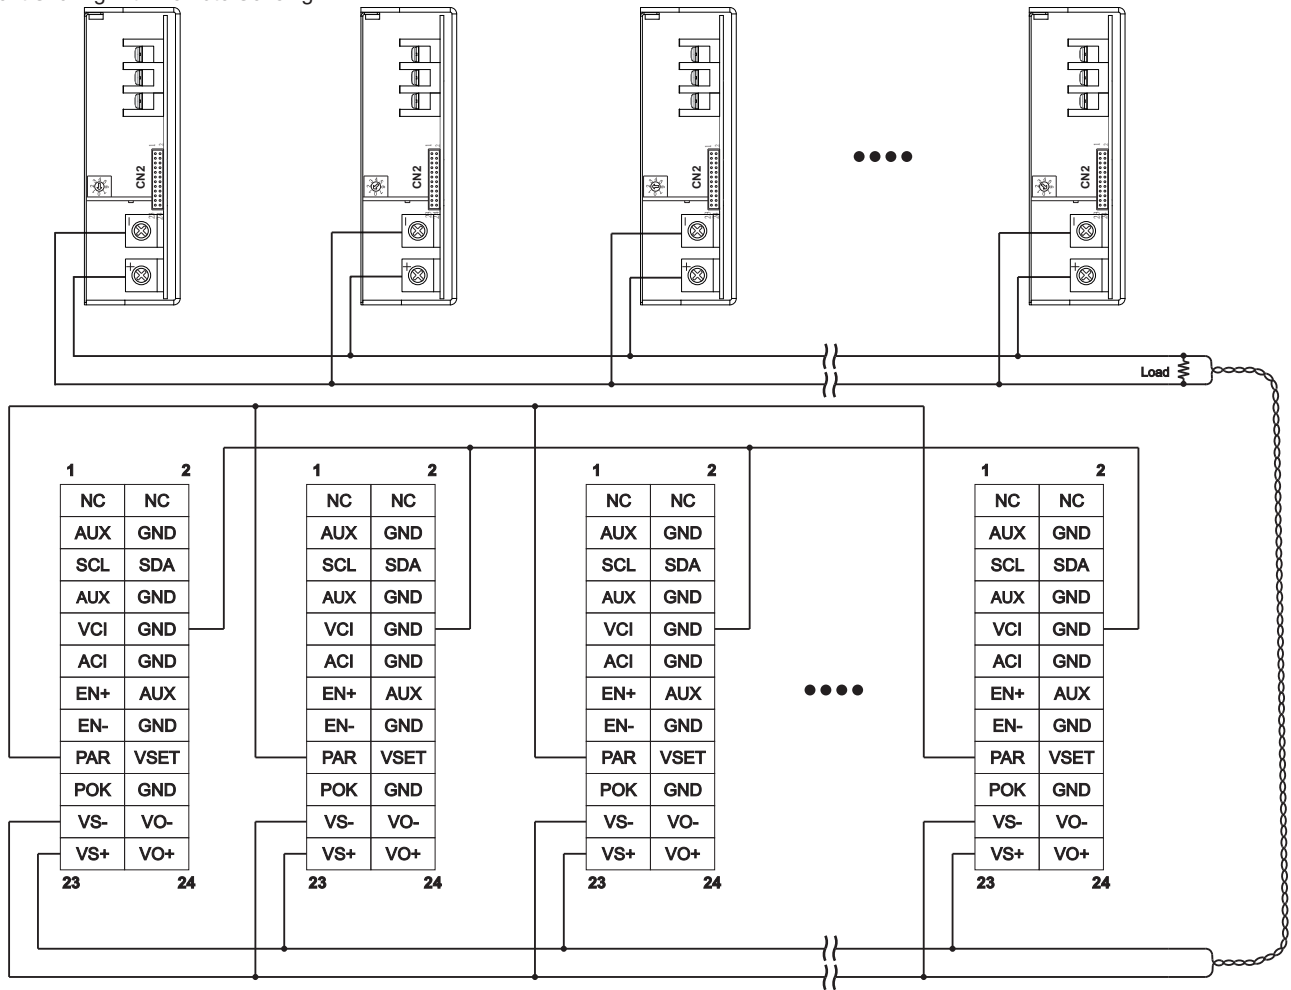 CN2 CN2 CN2 CN2
- - - -
+ + + +
Load
1 2 1 2 1 2 1 2
NC NC NC NC NC NC NC NC
AUX GND AUX GND AUX GND AUX GND
SCL SDA SCL SDA SCL SDA SCL SDA
AUX GND AUX GND AUX GND AUX GND
VCI GND VCI GND VCI GND VCI GND
ACI GND ACI GND ACI GND ACI GND
EN+ AUX EN+ AUX EN+ AUX EN+ AUX
EN- GND EN- GND EN- GND EN- GND
PAR VSET PAR VSET PAR VSET PAR VSET
POK GND POK GND POK GND POK GND
VS- VO- VS- VO- VS- VO- VS- VO-
VS+ VO+ VS+ VO+ VS+ VO+ VS+ VO+
23 24 23 24 23 24 23 24